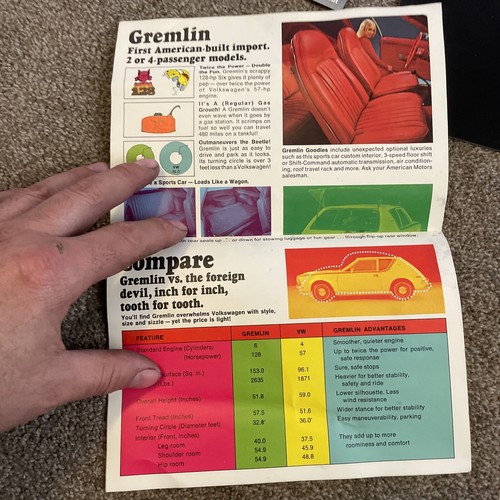 Gremlin
First American-built import.
2 or 4-passenger models.
Twice the Power — Double
the Fun. Gremlin's scrappy
128-hp Six gives it plenty of
pep — over twice the power
of Volkswagen's 57-hp
engine.
128
It's A (Regular) Gas
Grouch! A Gremlin doesn't
even wave when it goes by
a gas station. It scrimps on
fuel so well you can travel
480 miles on a tankful!
Outmaneuvers the Beetle!
Gremlin is just as easy to
drive and park as it looks.
Its turning circle is over 3
feet less than a Volkswagen!
a Sports Car — Loads Like a Wagon.
rear seats up ... or down for stowing luggage or fun gear ... through flip-up rear window.
Gremlin Goodies include unexpected optional luxuries
such as this sports car custom interior, 3-speed floor shift
or Shift-Command automatic transmission, air condition-
ing, roof travel rack and more. Ask your American Motors
salesman.
Compare
Gremlin vs. the foreign
devil, inch for inch,
tooth for tooth.
You'll find Gremlin overwhelms Volkswagen with style,
size and sizzle — yet the price is light!
FEATURE GREMLIN VW GREMLIN ADVANTAGES
Standard Engine (Cylinders) 6 4 Smoother, quieter engine
(Horsepower) 128 57 Up to twice the power for positive,
safe response
Surface (Sq. in.) 153.0 96.1 Sure, safe stops
(Lbs.) 2635 1871 Heavier for better stability,
safety and ride
Overall Height (Inches) 51.8 59.0 Lower silhouette. Less
wind resistance
Front Tread (Inches) 57.5 51.6 Wider stance for better stability
Turning Circle (Diameter feet) 32.8' 36.0' Easy maneuverability, parking
Interior (Front, Inches)
Leg room 40.0 37.5 They add up to more
Shoulder room 54.9 45.9 roominess and comfort
Hip room 54.9 48.8